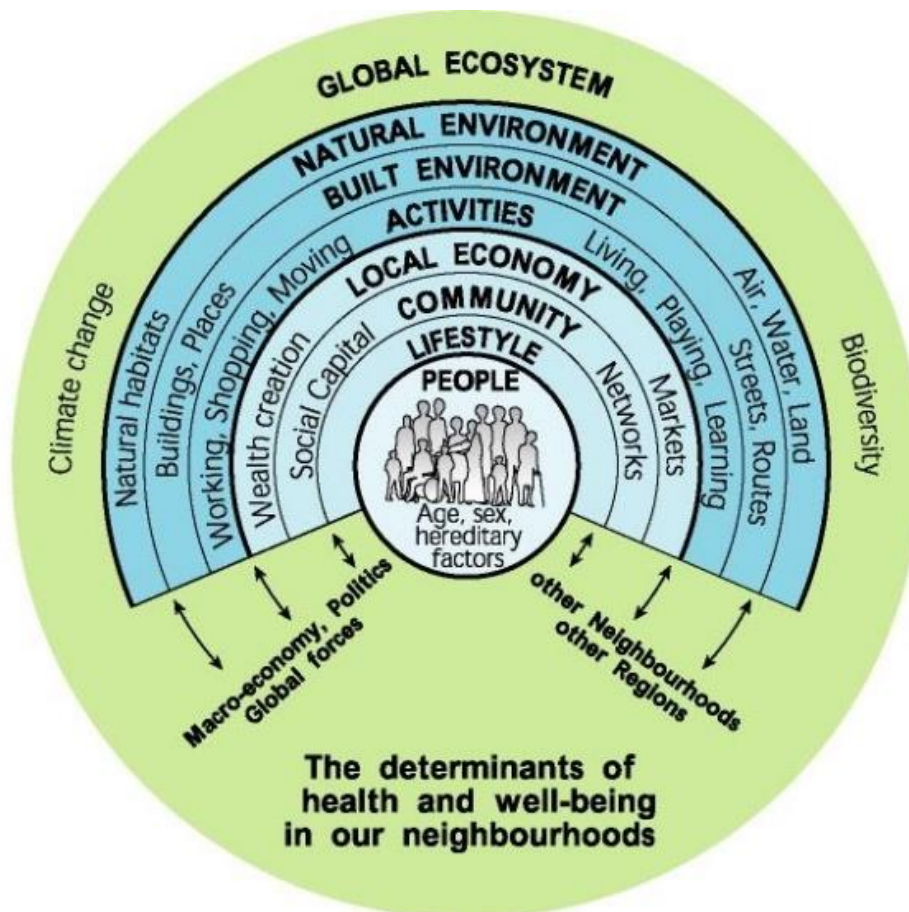 GLOBAL ECOSYSTEM
NATURAL ENVIRONMENT
BUILT ENVIRONMENT
ACTIVITIES
LOCAL ECONOMY
COMMUNITY
LIFESTYLE
PEOPLE
Age, sex,
hereditary
factors
Climate change
Natural habitats
Buildings, Places
Working, Shopping, Moving
Wealth creation
Social Capital
Networks
Markets
Living, Playing, Learning
Streets, Routes
Air, Water, Land
Biodiversity
Macro-economy, Politics
Global forces
other Neighbourhoods
other Regions
The determinants of
health and well-being
in our neighbourhoods